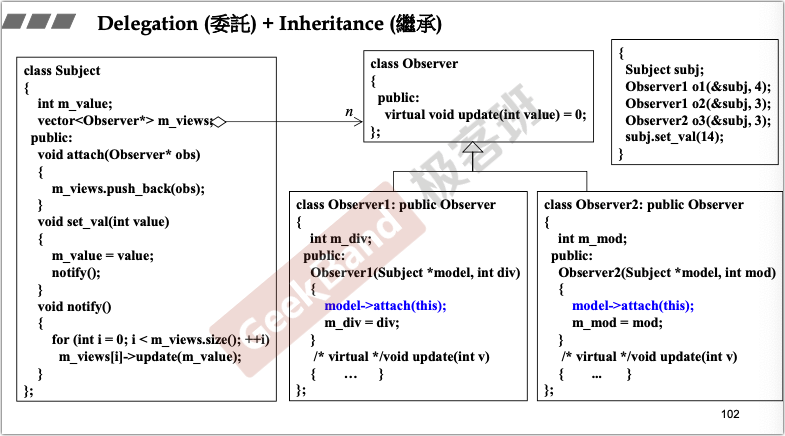 Delegation (委託) + Inheritance (繼承)
class Subject
{
int m_value;
vector<Observer*> m_views;
public:
void attach(Observer* obs)
{
m_views.push_back(obs);
}
void set_val(int value)
{
m_value = value;
notify();
}
void notify()
{
for (int i = 0; i < m_views.size(); ++i)
m_views[i]->update(m_value);
}
};
n
class Observer
{
public:
virtual void update(int value) = 0;
};
{
Subject subj;
Observer1 o1(&subj, 4);
Observer1 o2(&subj, 3);
Observer2 o3(&subj, 3);
subj.set_val(14);
}
class Observer1: public Observer
{
int m_div;
public:
Observer1(Subject *model, int div)
{
model->attach(this);
m_div = div;
}
/* virtual */void update(int v)
{ … }
};
class Observer2: public Observer
{
int m_mod;
public:
Observer2(Subject *model, int mod)
{
model->attach(this);
m_mod = mod;
}
/* virtual */void update(int v)
{ ... }
};
GeekBand 极客班
102